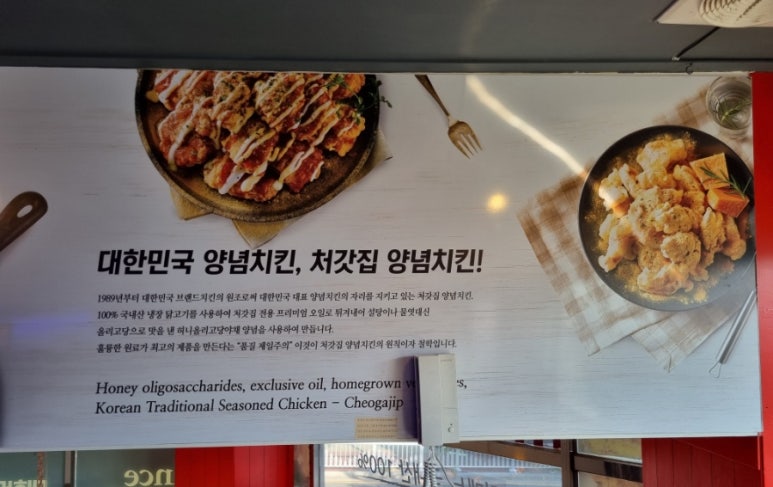 대한민국 양념치킨, 처갓집 양념치킨!
1989년부터 대한민국 브랜드치킨의 원조로써 대한민국 대표 양념치킨의 자리를 지키고 있는 처갓집 양념치킨.
100% 국내산 냉장 닭고기를 사용하여 처갓집 전용 프리미엄 오일로 튀겨내어 설탕이나 물엿대신
올리고당으로 맛을 낸 허니올리고당야채 양념을 사용하여 만듭니다.
훌륭한 원료가 최고의 제품을 만든다는 "품질 제일주의" 이것이 처갓집 양념치킨의 원칙이자 철학입니다.
Honey oligosaccharides, exclusive oil, homegrown
Korean Traditional Seasoned Chicken - Cheogajip
nce